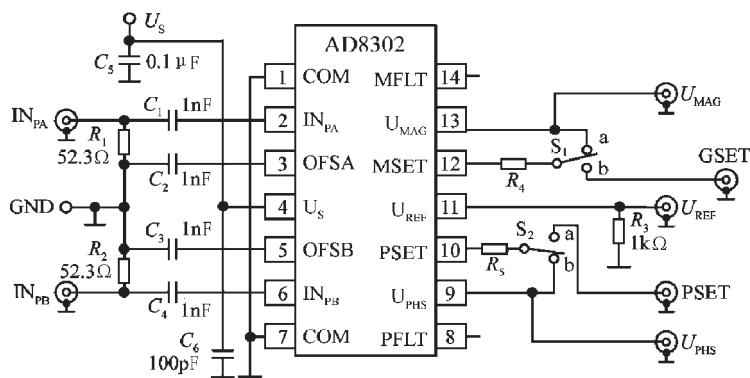 U_S
C_5 0.1 μF
AD8302
1 COM MFLT 14
IN_PA C_1 1nF 2 IN_PA U_MAG 13 U_MAG
R_1 52.3Ω
C_2 1nF 3 OFSA MSET 12 R_4 S_1 a b GSET
GND 4 U_S U_REF 11 U_REF
R_3 1kΩ
R_2 52.3Ω
C_3 1nF 5 OFSB PSET 10 R_5 S_2 a b
IN_PB C_4 1nF 6 IN_PB U_PHS 9 PSET
7 COM PFLT 8 U_PHS
C_6 100pF